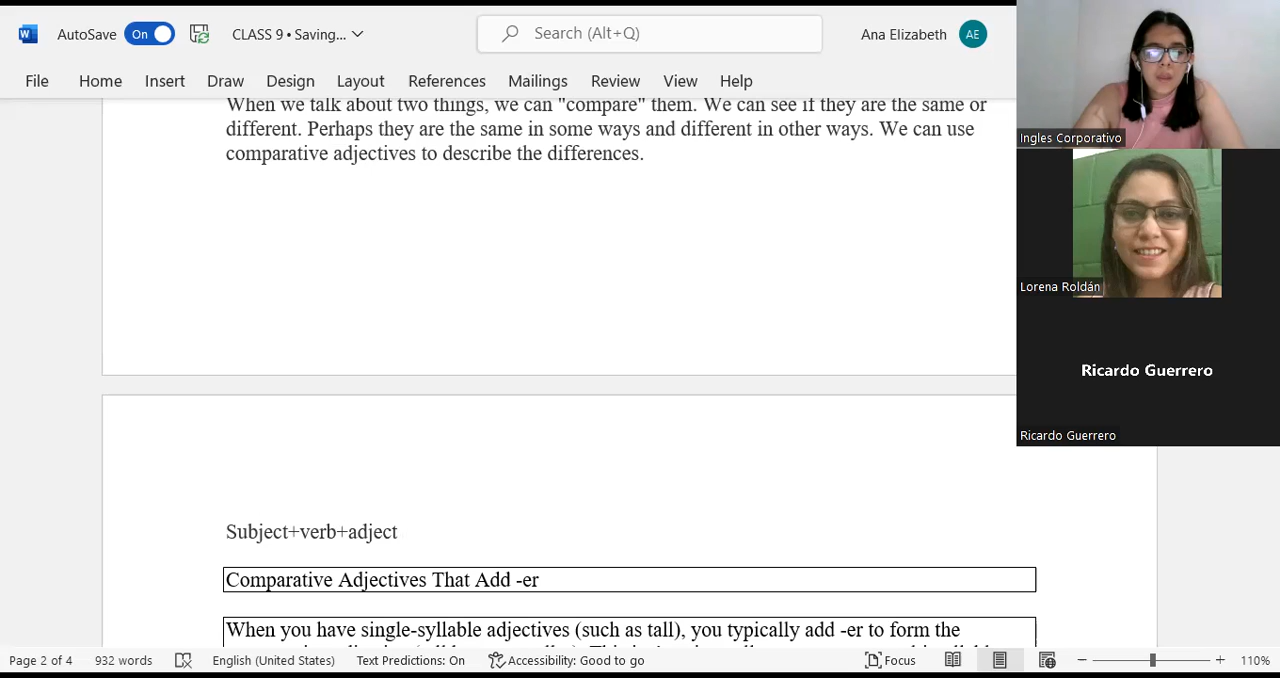 AutoSave On CLASS 9 • Saving... Search (Alt+Q) Ana Elizabeth AE
File Home Insert Draw Design Layout References Mailings Review View Help
When we talk about two things, we can "compare" them. We can see if they are the same or
different. Perhaps they are the same in some ways and different in other ways. We can use
comparative adjectives to describe the differences.
Subject+verb+adject
Comparative Adjectives That Add -er
When you have single-syllable adjectives (such as tall), you typically add -er to form the
Ingles Corporativo
Lorena Roldán
Ricardo Guerrero
Ricardo Guerrero
Page 2 of 4 932 words English (United States) Text Predictions: On Accessibility: Good to go Focus 110%